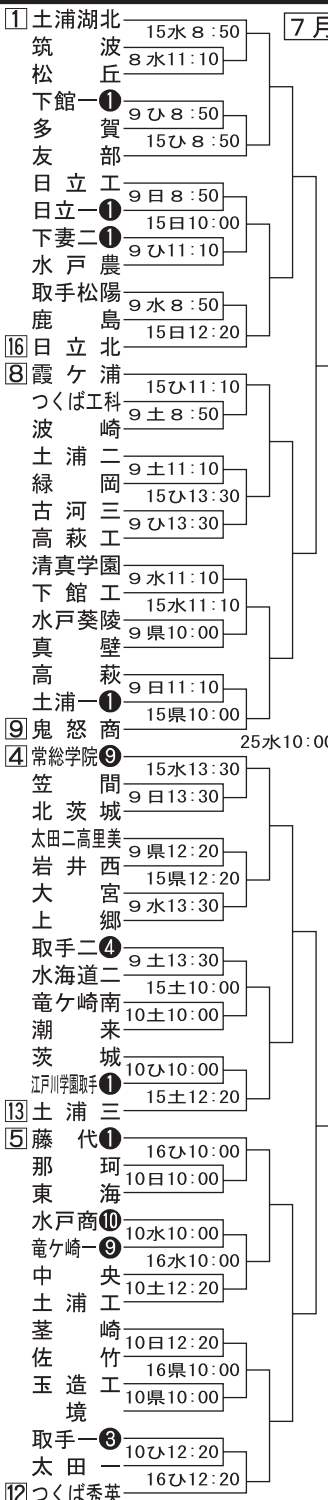 7月
1 土浦湖北
15水8:50
筑波
8水11:10
松丘
下館一❶
9ひ8:50
多賀
15ひ8:50
友部
日立工
9日8:50
日立一❶
15日10:00
下妻二❶
9ひ11:10
水戸農
取手松陽
9水8:50
鹿島
15日12:20
16 日立北
8 霞ケ浦
15ひ11:10
つくば工科
9土8:50
波崎
土浦二
9土11:10
緑岡
15ひ13:30
古河三
9ひ13:30
高萩工
清真学園
9水11:10
下館工
15水11:10
水戸葵陵
9県10:00
真壁
高萩
9日11:10
土浦一❶
15県10:00
9 鬼怒商
25水10:00
4 常総学院❾
15水13:30
笠間
9日13:30
北茨城
太田二高里美
9県12:20
岩井西
15県12:20
大宮
9水13:30
上郷
取手二❹
9土13:30
水海道二
15土10:00
竜ケ崎南
10土10:00
潮来
茨城
10ひ10:00
江戸川学園取手❶
15土12:20
13 土浦三
5 藤代❶
16ひ10:00
那珂
10日10:00
東海
水戸商❿
10水10:00
竜ケ崎一❾
16水10:00
中央
10土12:20
土浦工
茎崎
10日12:20
佐竹
16県10:00
玉造工
10県10:00
境
取手一❸
10ひ12:20
太田一
16ひ12:20
12 つくば秀英